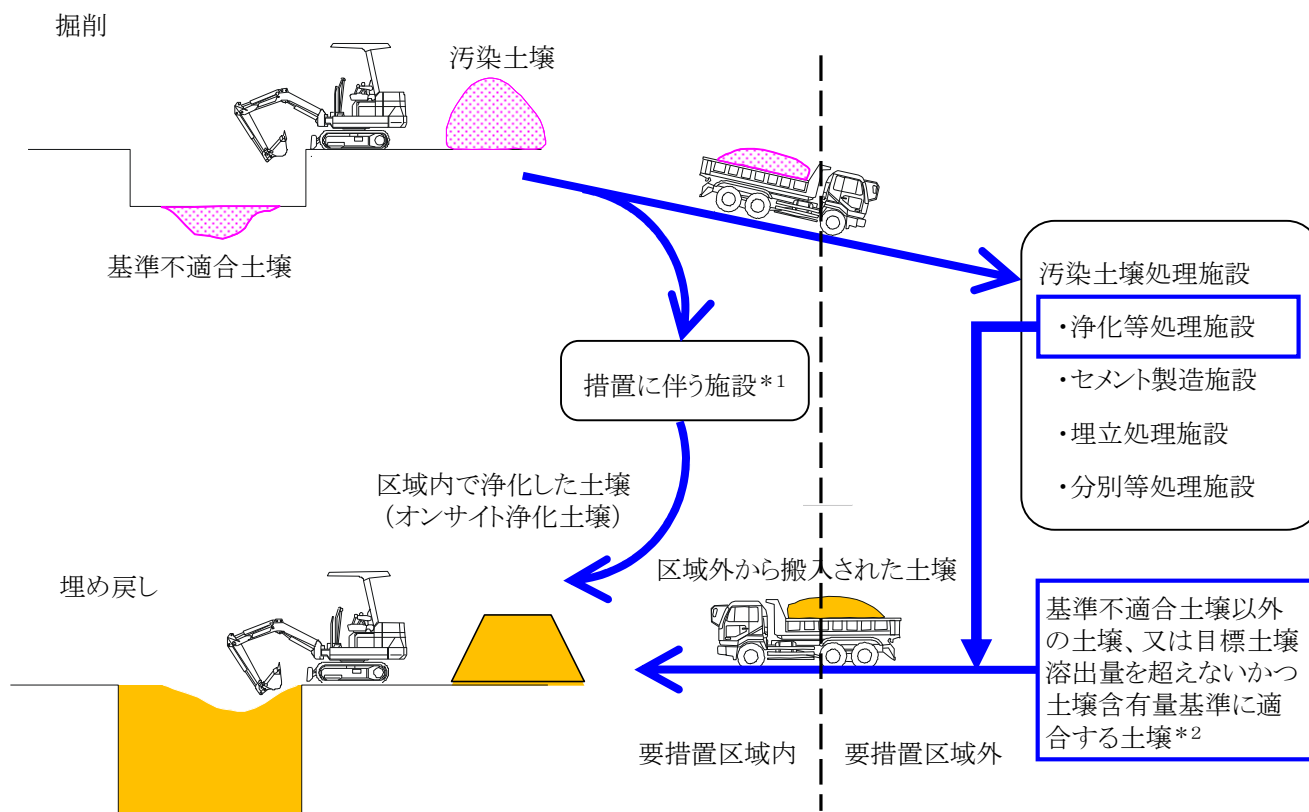 掘削
汚染土壌
基準不適合土壌
汚染土壌処理施設
・浄化等処理施設
・セメント製造施設
・埋立処理施設
・分別等処理施設
措置に伴う施設*1
区域内で浄化した土壌
（オンサイト浄化土壌）
埋め戻し
区域外から搬入された土壌
基準不適合土壌以外
の土壌、又は目標土壌
溶出量を超えないかつ
土壌含有量基準に適
合する土壌*2
要措置区域内
要措置区域外